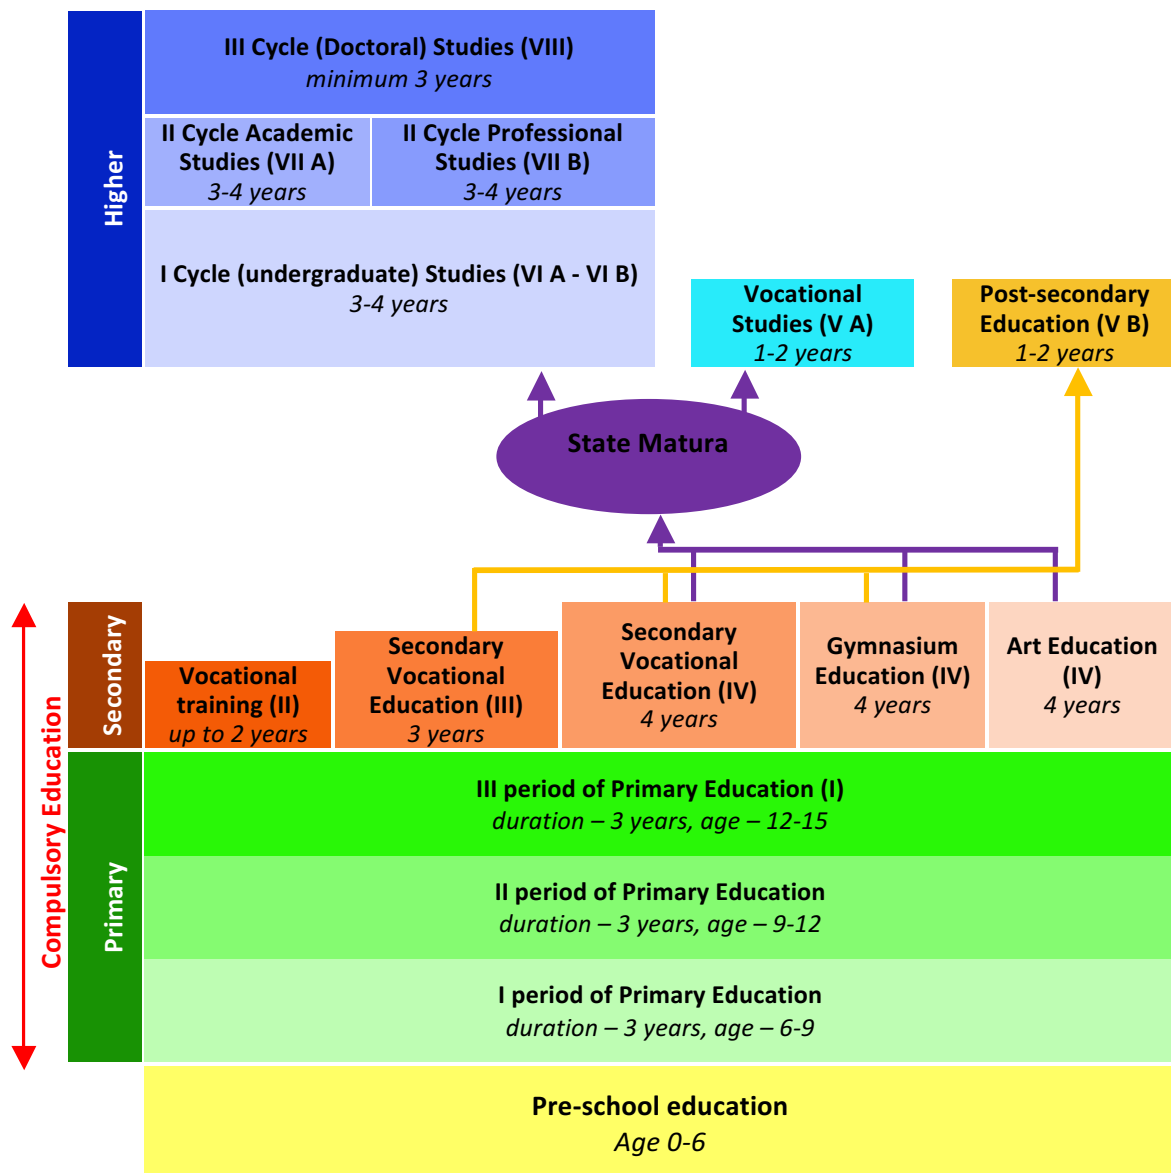 Higher
III Cycle (Doctoral) Studies (VIII)
minimum 3 years
II Cycle Academic
Studies (VII A)
3-4 years
II Cycle Professional
Studies (VII B)
3-4 years
I Cycle (undergraduate) Studies (VI A - VI B)
3-4 years
Vocational
Studies (V A)
1-2 years
Post-secondary
Education (V B)
1-2 years
State Matura
Compulsory Education
Secondary
Vocational
training (II)
up to 2 years
Secondary
Vocational
Education (III)
3 years
Secondary
Vocational
Education (IV)
4 years
Gymnasium
Education (IV)
4 years
Art Education
(IV)
4 years
Primary
III period of Primary Education (I)
duration – 3 years, age – 12-15
II period of Primary Education
duration – 3 years, age – 9-12
I period of Primary Education
duration – 3 years, age – 6-9
Pre-school education
Age 0-6